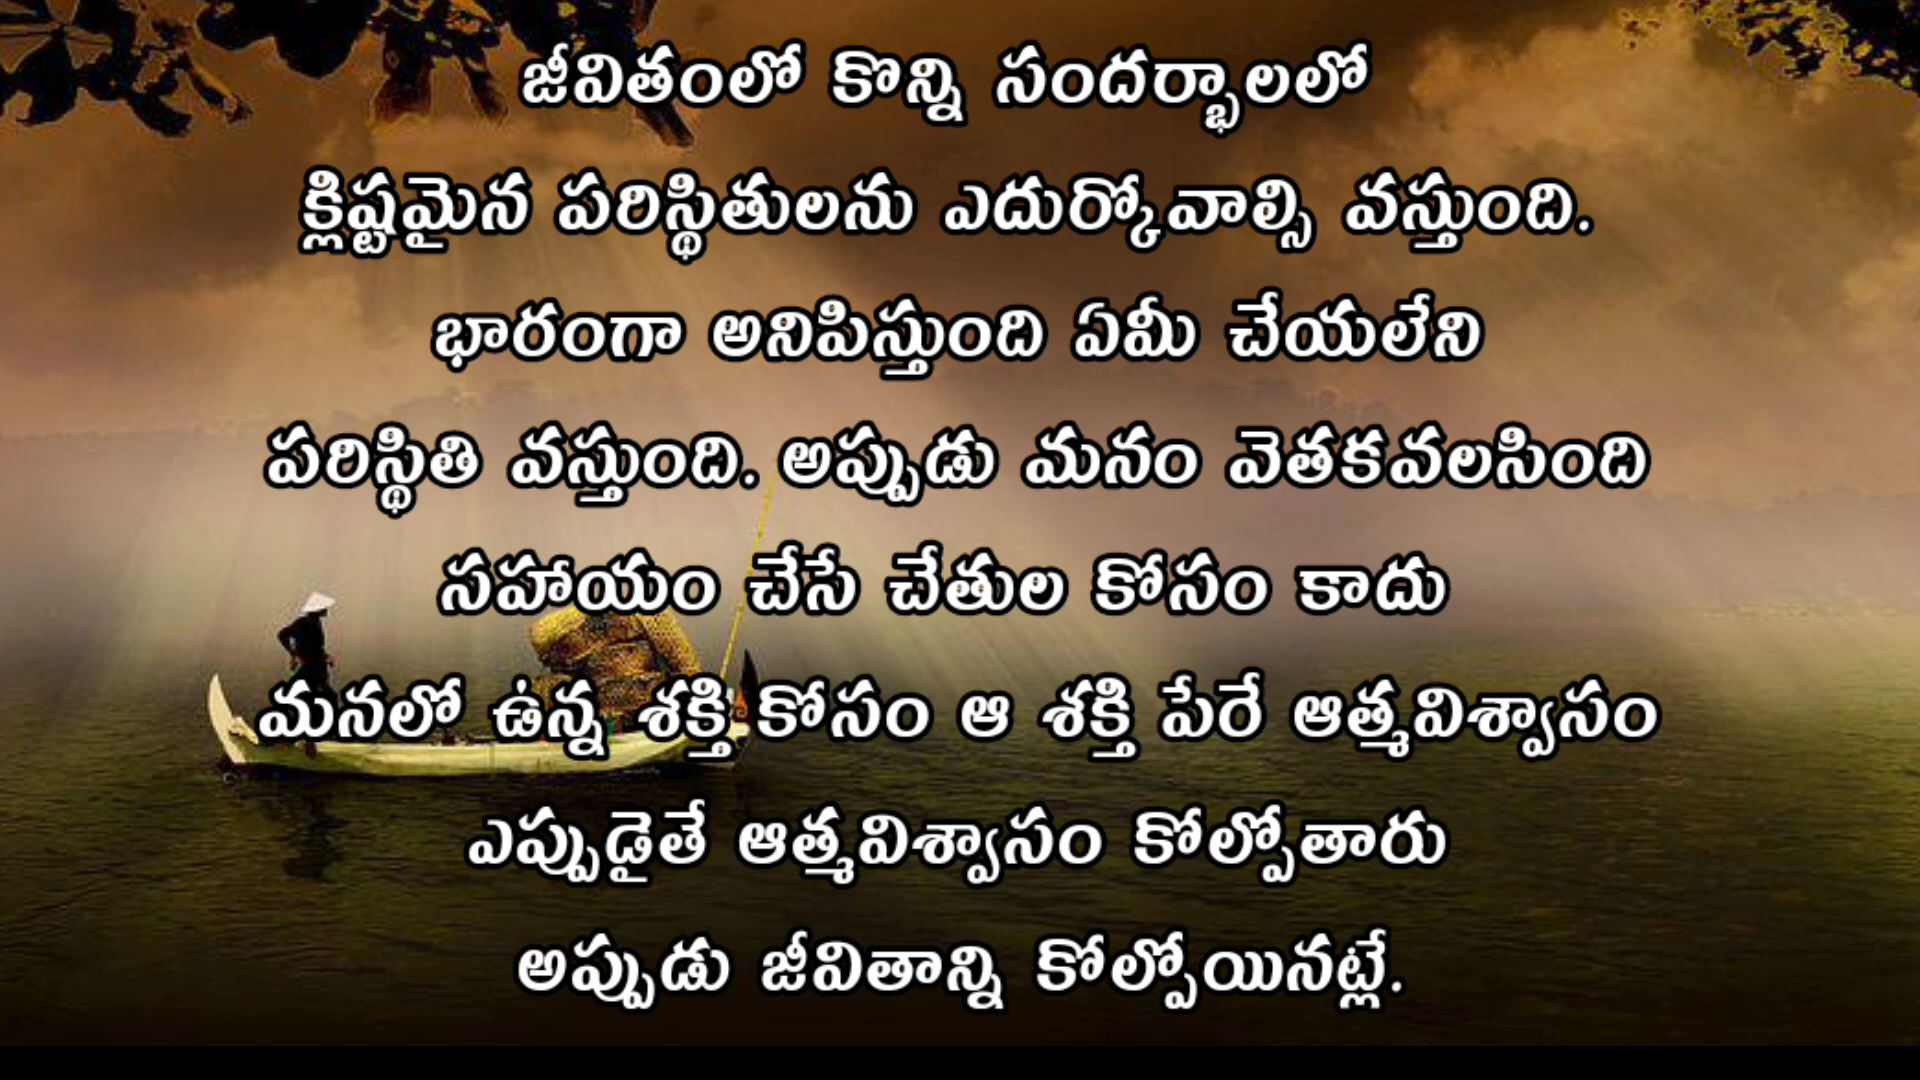 జీవితంలో కొన్ని సందర్భాలలో
క్లిష్టమైన పరిస్థితులను ఎదుర్కోవాల్సి వస్తుంది.
భారంగా అనిపిస్తుంది ఏమీ చేయలేని
పరిస్థితి వస్తుంది. అప్పుడు మనం వెతకవలసింది
సహాయం చేసే చేతుల కోసం కాదు
మనలో ఉన్న శక్తి కోసం ఆ శక్తి పేరే ఆత్మవిశ్వాసం
ఎప్పుడైతే ఆత్మవిశ్వాసం కోల్పోతారు
అప్పుడు జీవితాన్ని కోల్పోయినట్లే.